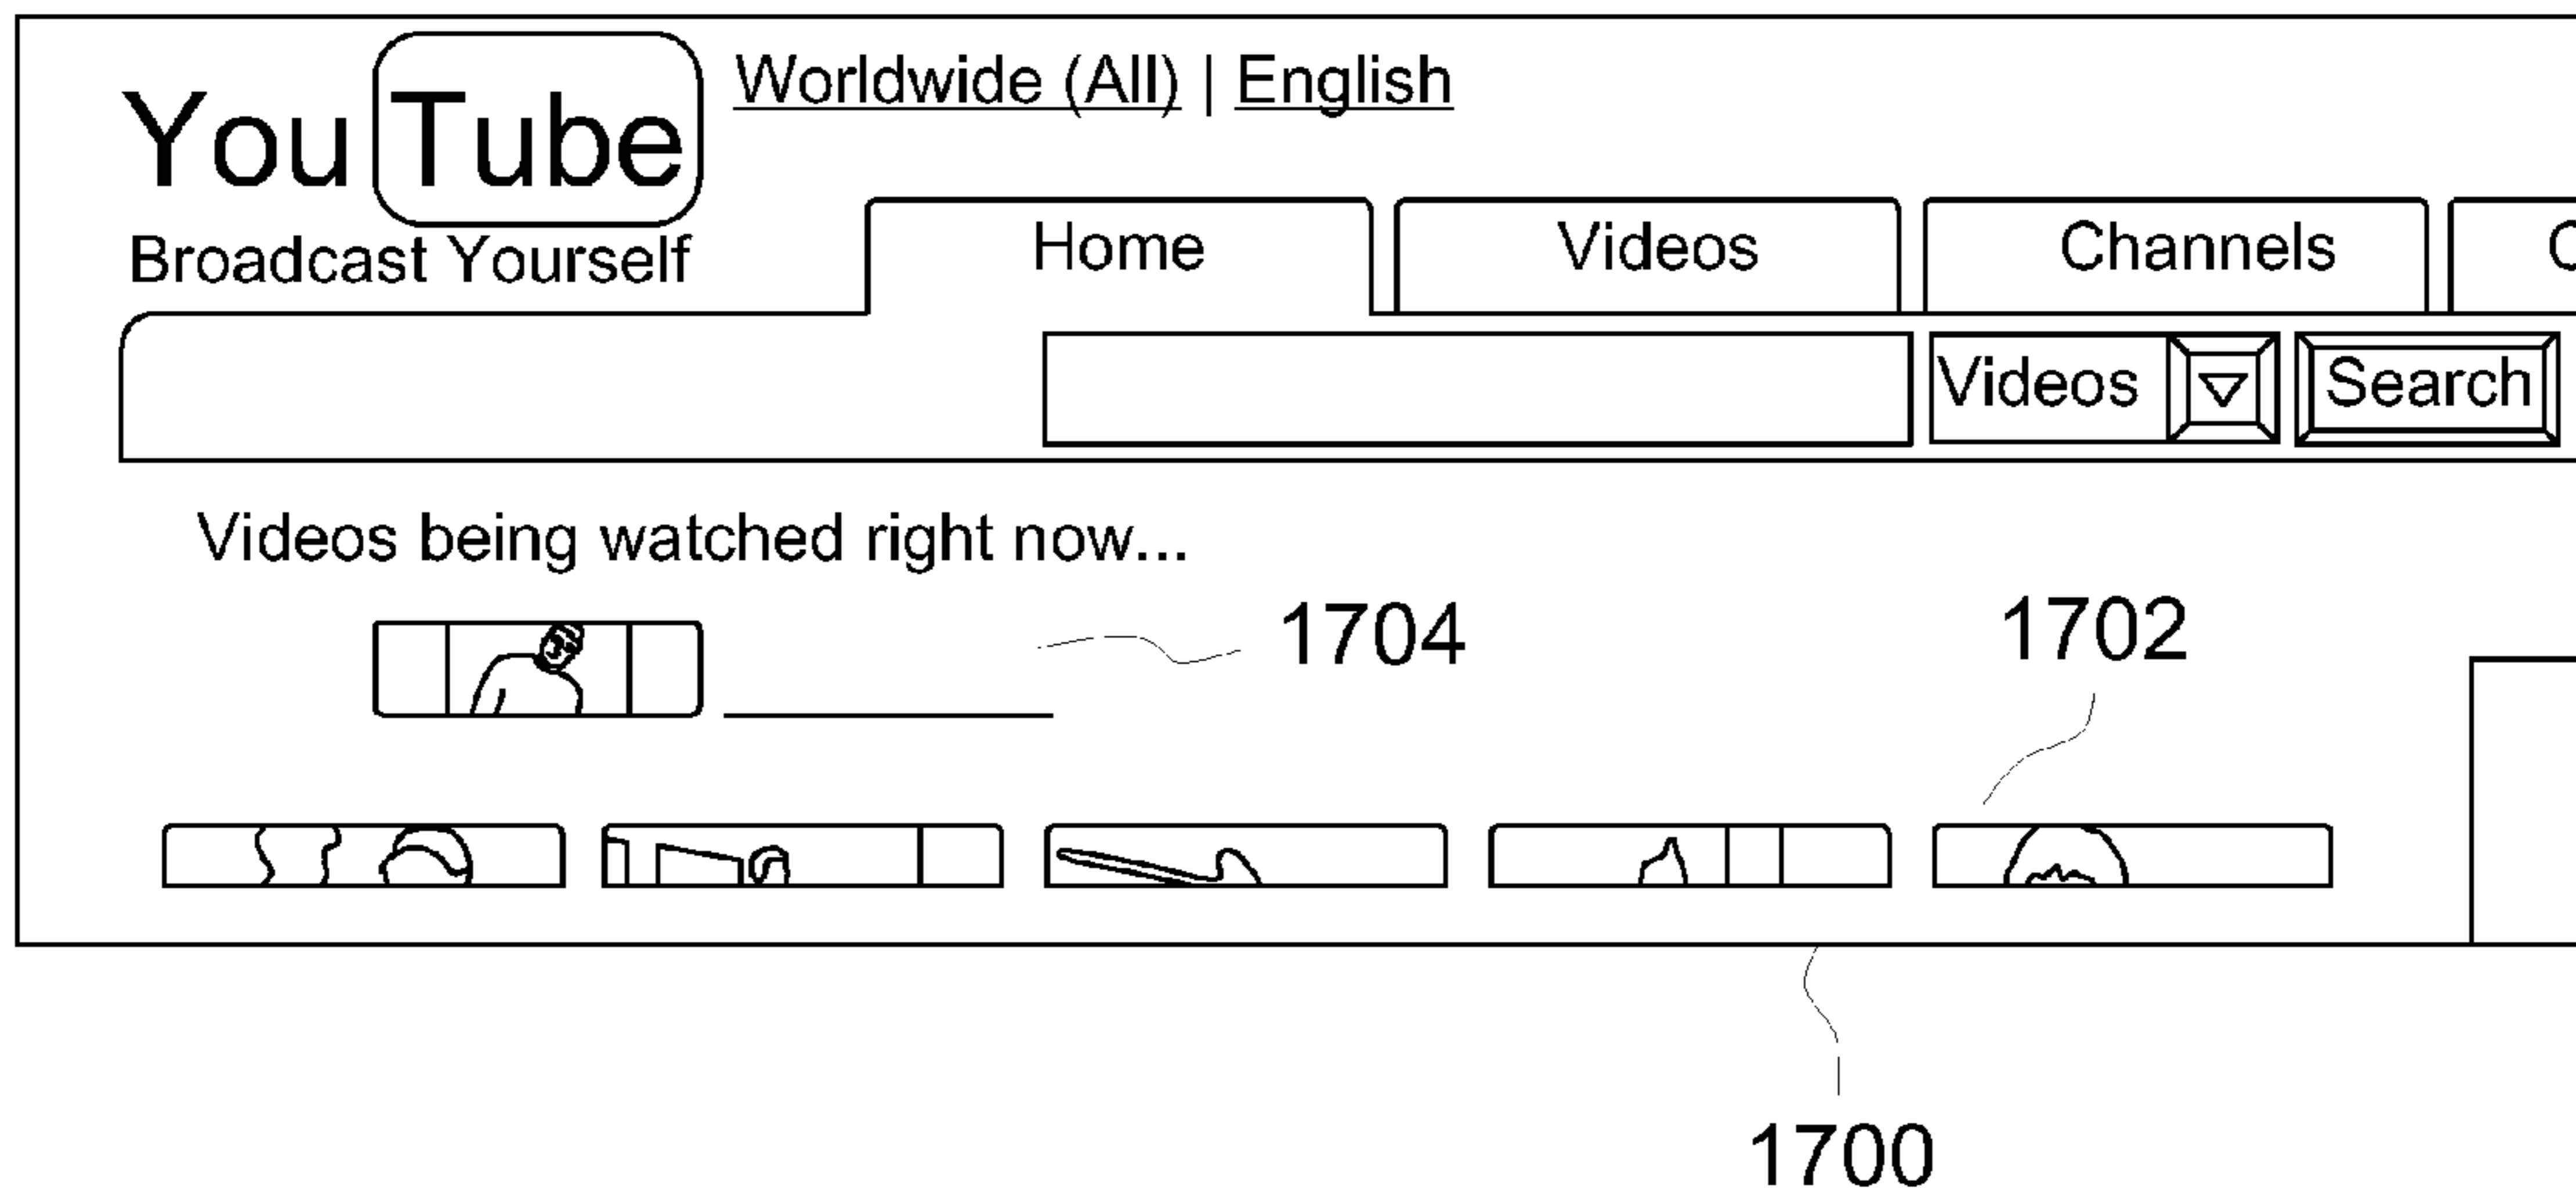 YouTube
Worldwide (All) | English
Broadcast Yourself
Home
Videos
Channels
Videos
Search
Videos being watched right now...
1704
1702
1700